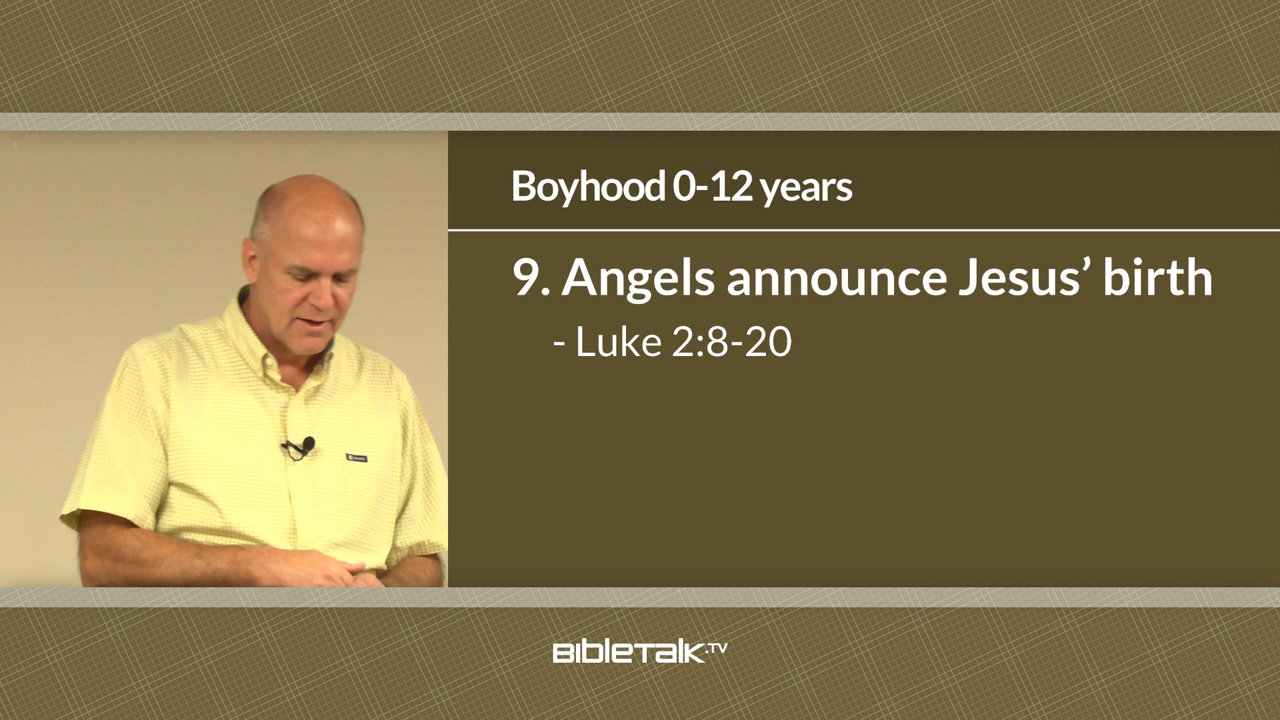 Boyhood 0-12 years
9. Angels announce Jesus’ birth
- Luke 2:8-20
BIBLETALK.TV